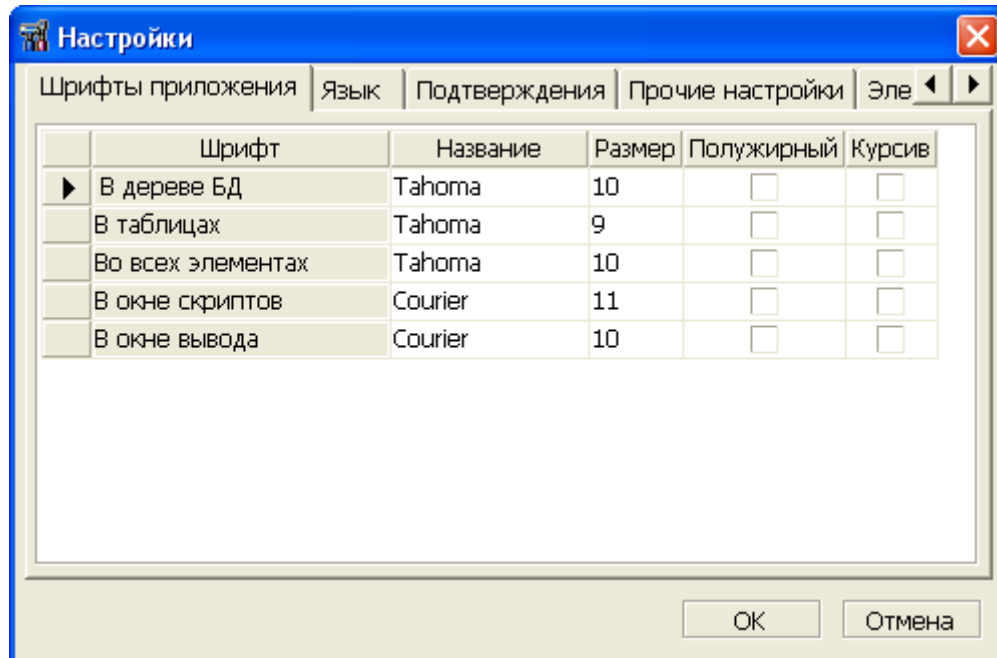 Настройки
Шрифты приложения Язык Подтверждения Прочие настройки Эле
Шрифт Название Размер Полужирный Курсив
В дереве БД Tahoma 10
В таблицах Tahoma 9
Во всех элементах Tahoma 10
В окне скриптов Courier 11
В окне вывода Courier 10
OK Отмена